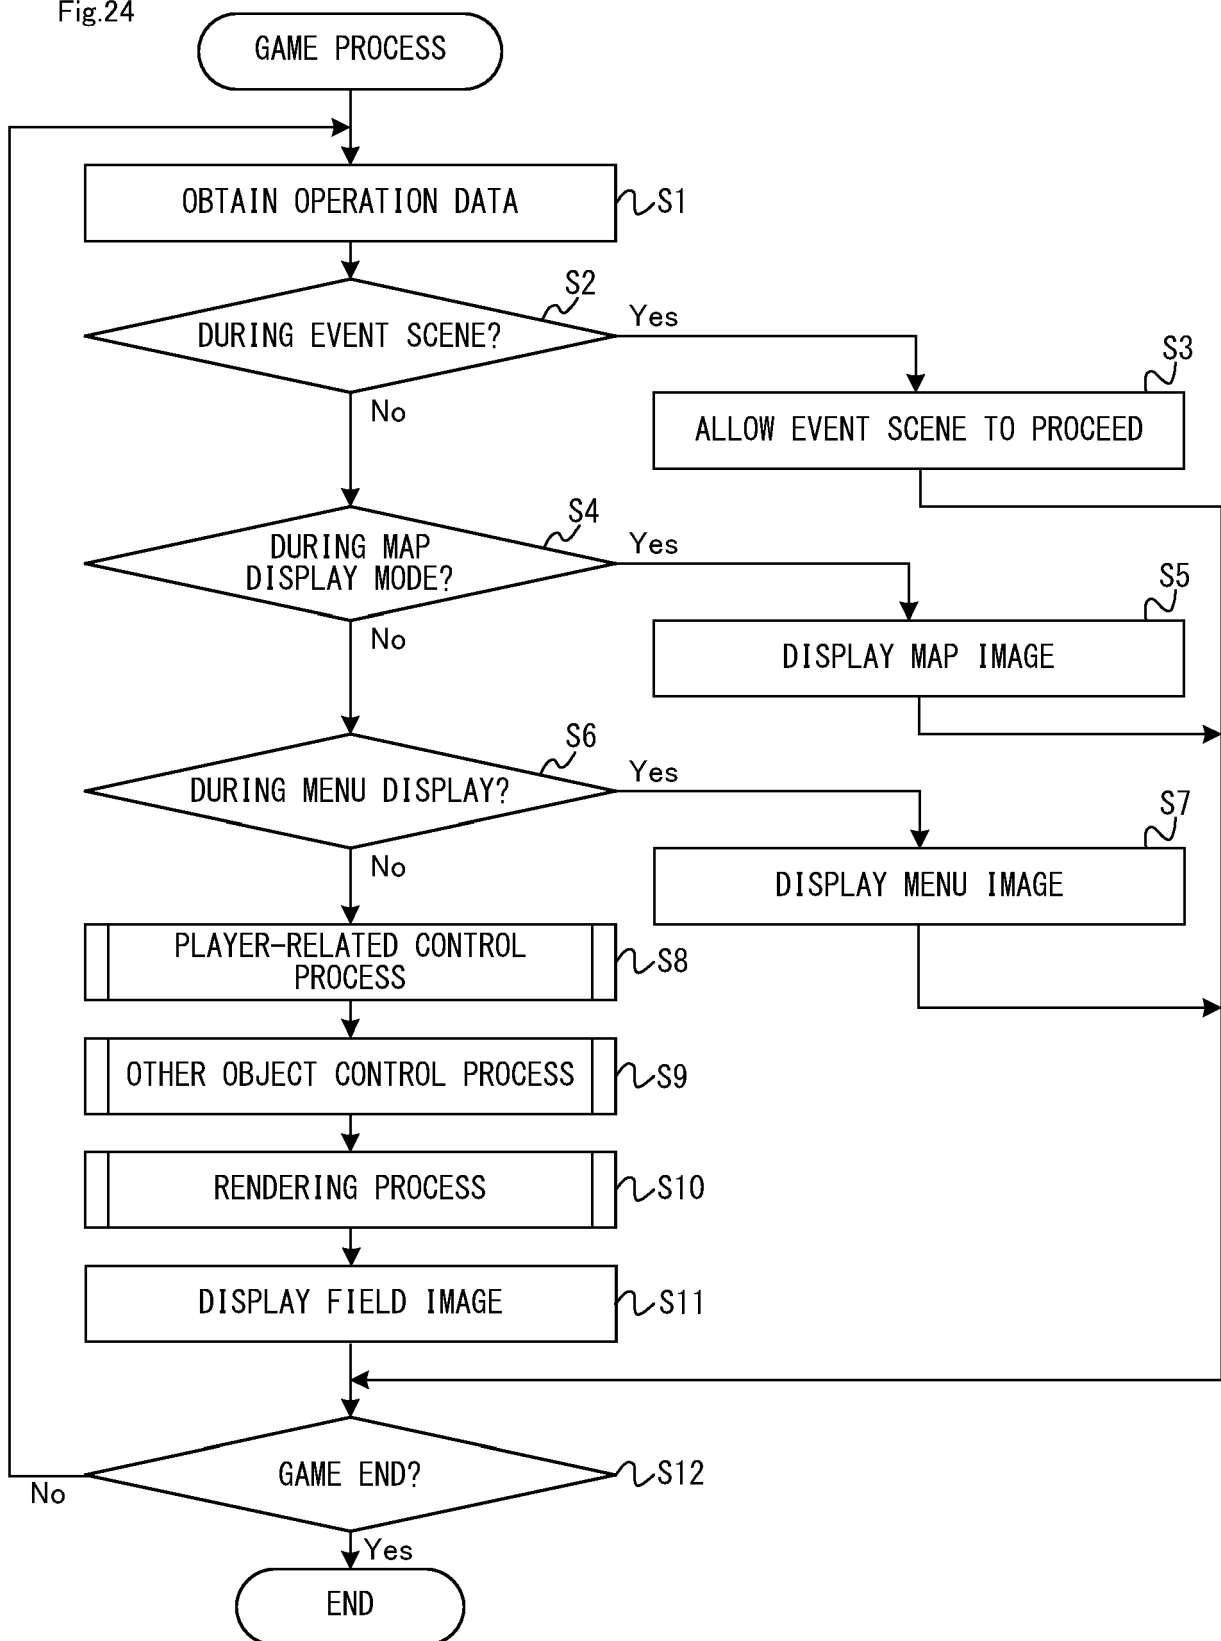 Fig.24
GAME PROCESS
OBTAIN OPERATION DATA
S1
S2
DURING EVENT SCENE?
Yes
No
S3
ALLOW EVENT SCENE TO PROCEED
S4
DURING MAP
DISPLAY MODE?
Yes
No
S5
DISPLAY MAP IMAGE
S6
DURING MENU DISPLAY?
Yes
No
S7
DISPLAY MENU IMAGE
PLAYER-RELATED CONTROL
PROCESS
S8
OTHER OBJECT CONTROL PROCESS
S9
RENDERING PROCESS
S10
DISPLAY FIELD IMAGE
S11
GAME END?
S12
No
Yes
END